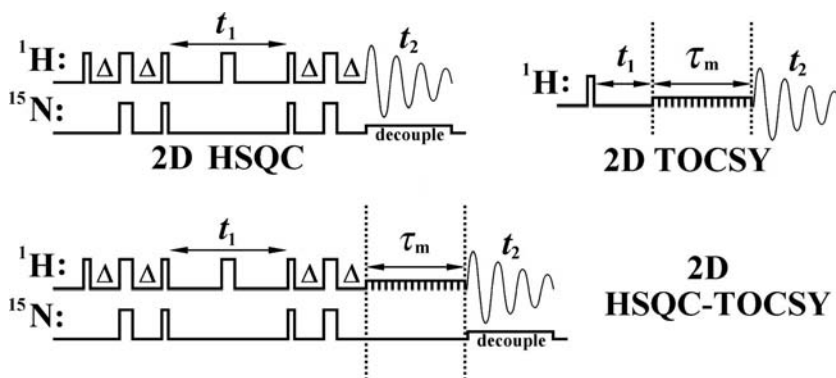 ¹H: Δ Δ t₁ Δ Δ t₂
¹⁵N: decouple
2D HSQC
¹H: t₁ τₘ t₂
2D TOCSY
¹H: Δ Δ t₁ Δ Δ τₘ t₂
¹⁵N: decouple
2D
HSQC-TOCSY